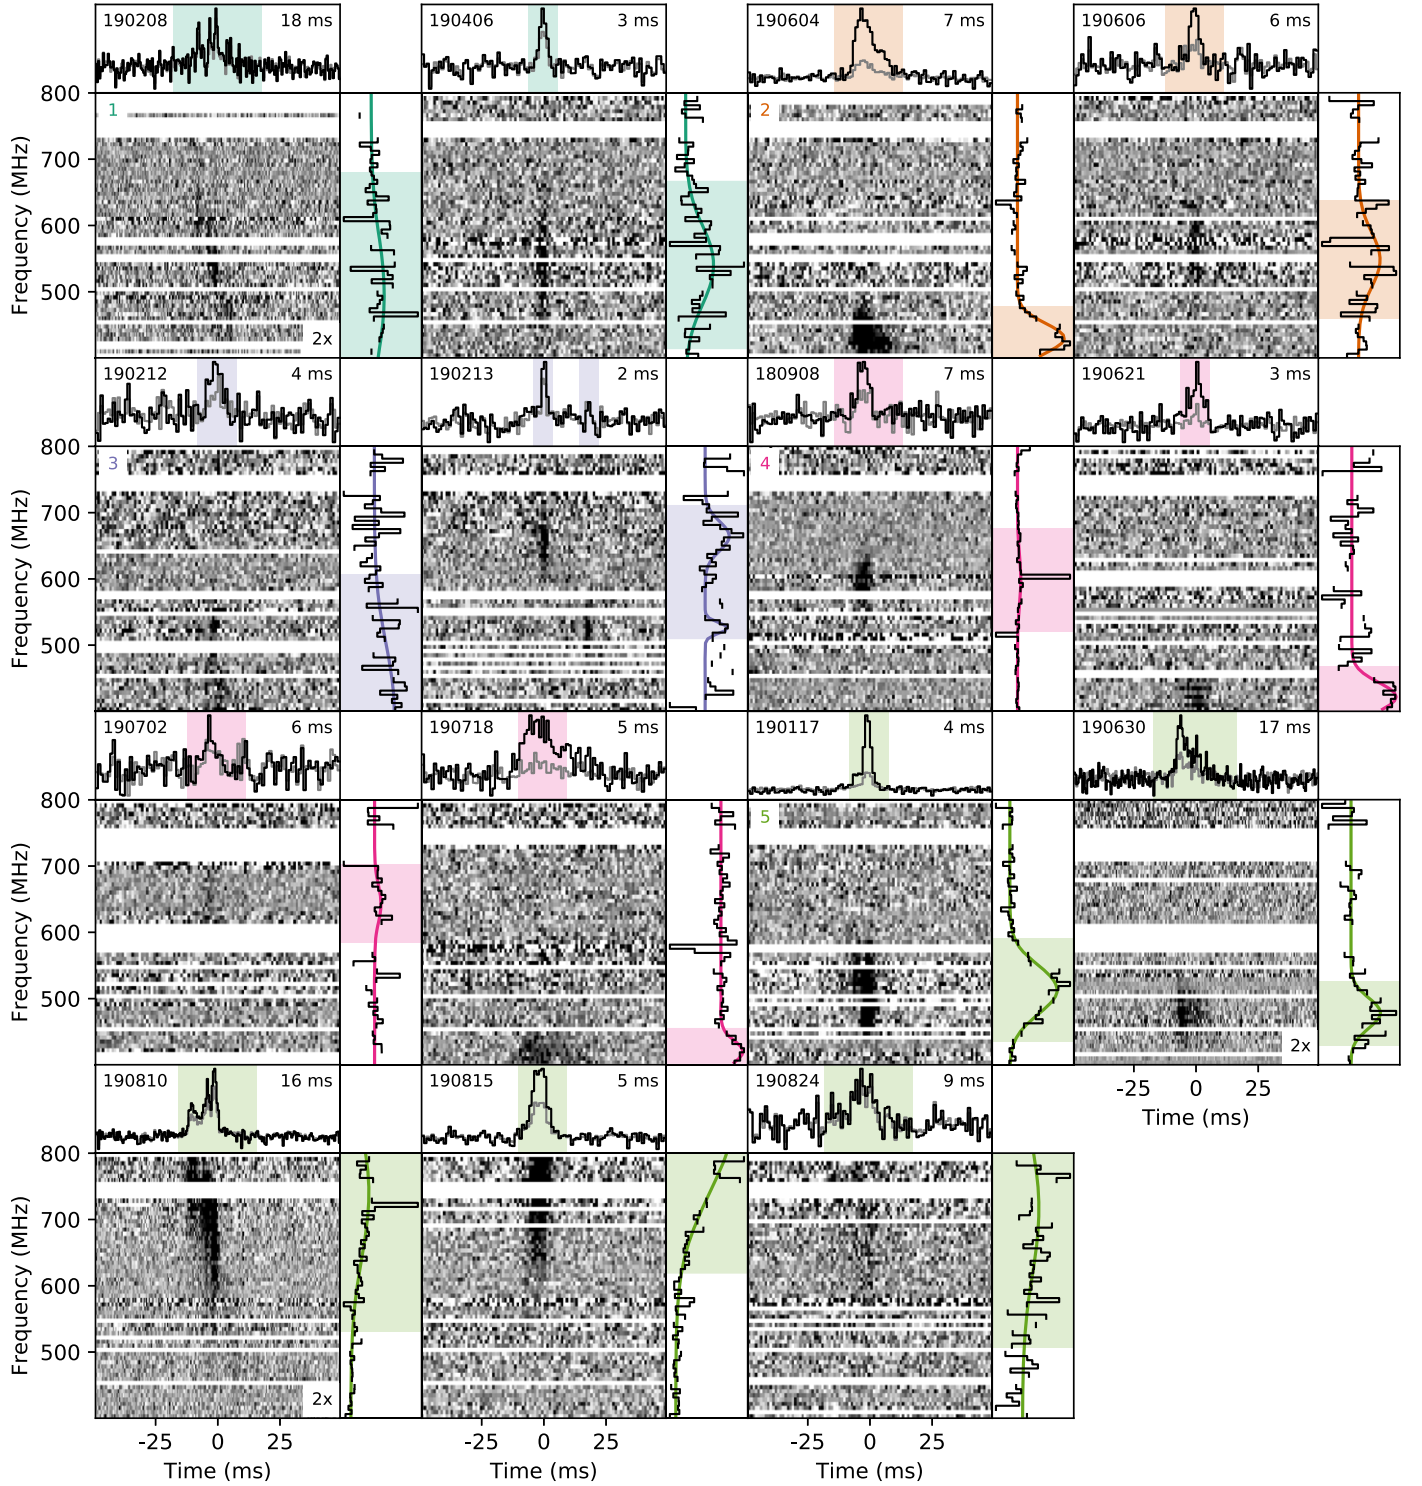 190208 18 ms 190406 3 ms 190604 7 ms 190606 6 ms
800
1 2
700
600
500
2x
Frequency (MHz)
190212 4 ms 190213 2 ms 180908 7 ms 190621 3 ms
800
3 4
700
600
500
Frequency (MHz)
190702 6 ms 190718 5 ms 190117 4 ms 190630 17 ms
800
5
700
600
500
2x
Frequency (MHz)
-25 0 25
Time (ms)
190810 16 ms 190815 5 ms 190824 9 ms
800
700
600
500
2x
Frequency (MHz)
-25 0 25 -25 0 25 -25 0 25
Time (ms) Time (ms) Time (ms)